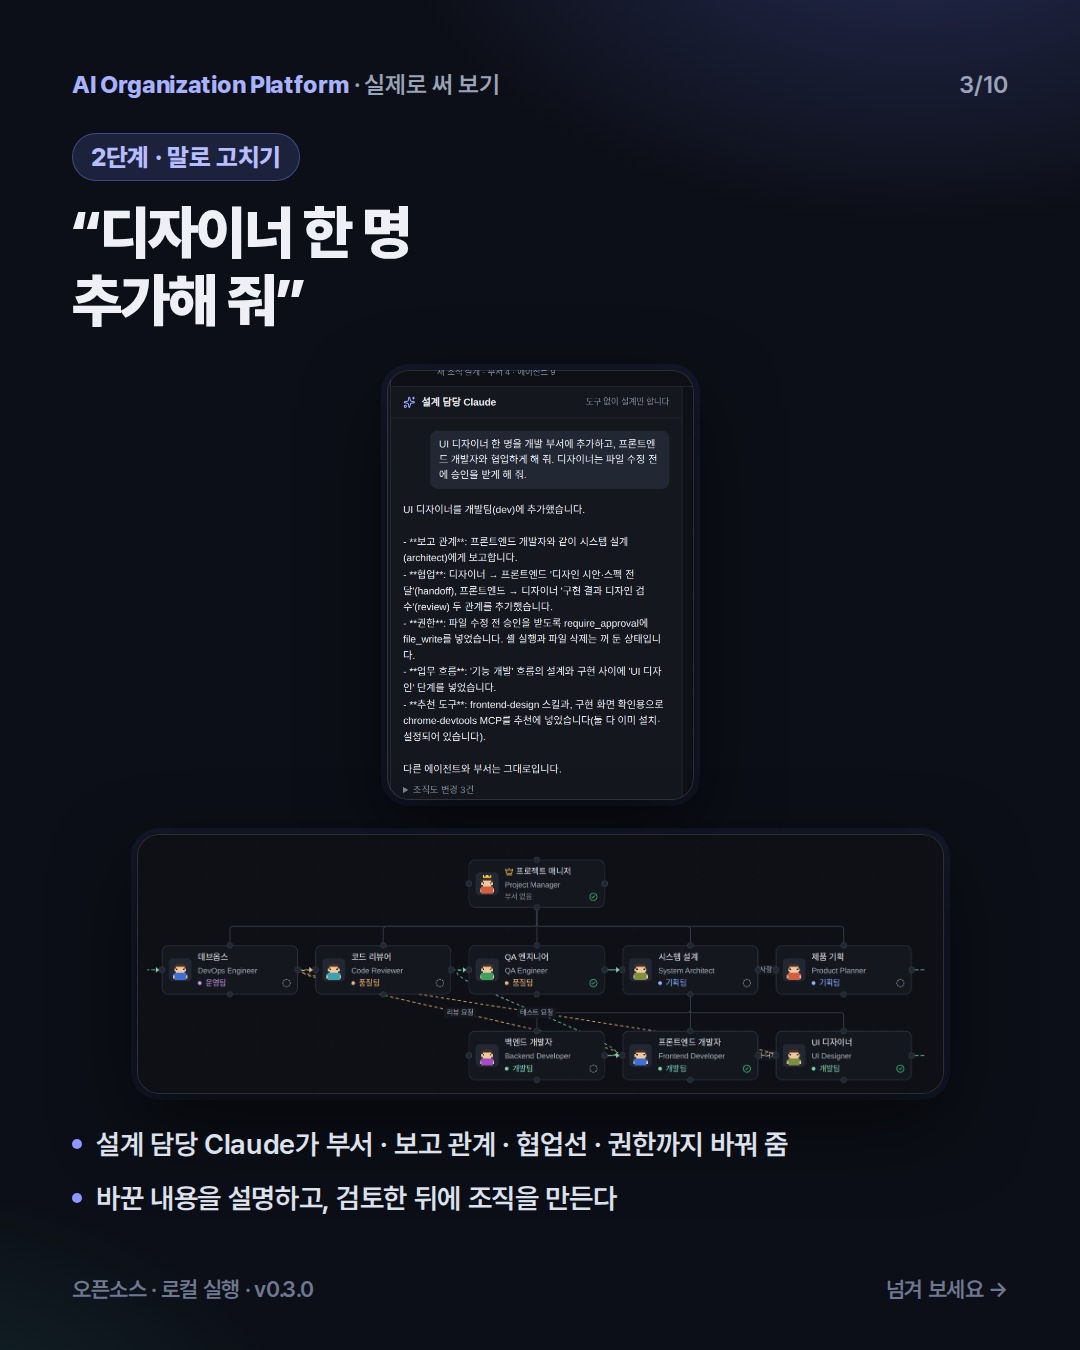 AI Organization Platform · 실제로 써 보기
3/10
2단계 · 말로 고치기
“디자이너 한 명
추가해 줘”
새 조직 설계 · 부서 4 · 에이전트 9
설계 담당 Claude
도구 없이 설계만 합니다
UI 디자이너 한 명을 개발 부서에 추가하고, 프론트엔
드 개발자와 협업하게 해 줘. 디자이너는 파일 수정 전
에 승인을 받게 해 줘.
UI 디자이너를 개발팀(dev)에 추가했습니다.
- **보고 관계**: 프론트엔드 개발자와 같이 시스템 설계
(architect)에게 보고합니다.
- **협업**: 디자이너 → 프론트엔드 '디자인 시안·스펙 전
달'(handoff), 프론트엔드 → 디자이너 '구현 결과 디자인 검
수'(review) 두 관계를 추가했습니다.
- **권한**: 파일 수정 전 승인을 받도록 require_approval에
file_write를 넣었습니다. 셸 실행과 파일 삭제는 꺼 둔 상태입니
다.
- **업무 흐름**: '기능 개발' 흐름의 설계와 구현 사이에 'UI 디자
인' 단계를 넣었습니다.
- **추천 도구**: frontend-design 스킬과, 구현 화면 확인용으로
chrome-devtools MCP를 추천에 넣었습니다(둘 다 이미 설치·
설정되어 있습니다).
다른 에이전트와 부서는 그대로입니다.
▶ 조직도 변경 3건
프로젝트 매니저
Project Manager
부서 없음
데브옵스
DevOps Engineer
운영팀
코드 리뷰어
Code Reviewer
품질팀
QA 엔지니어
QA Engineer
품질팀
시스템 설계
System Architect
기획팀
제품 기획
Product Planner
기획팀
리뷰 요청
테스트 요청
백엔드 개발자
Backend Developer
개발팀
프론트엔드 개발자
Frontend Developer
개발팀
UI 디자이너
UI Designer
개발팀
설계 담당 Claude가 부서 · 보고 관계 · 협업선 · 권한까지 바꿔 줌
바꾼 내용을 설명하고, 검토한 뒤에 조직을 만든다
오픈소스 · 로컬 실행 · v0.3.0
넘겨 보세요 →